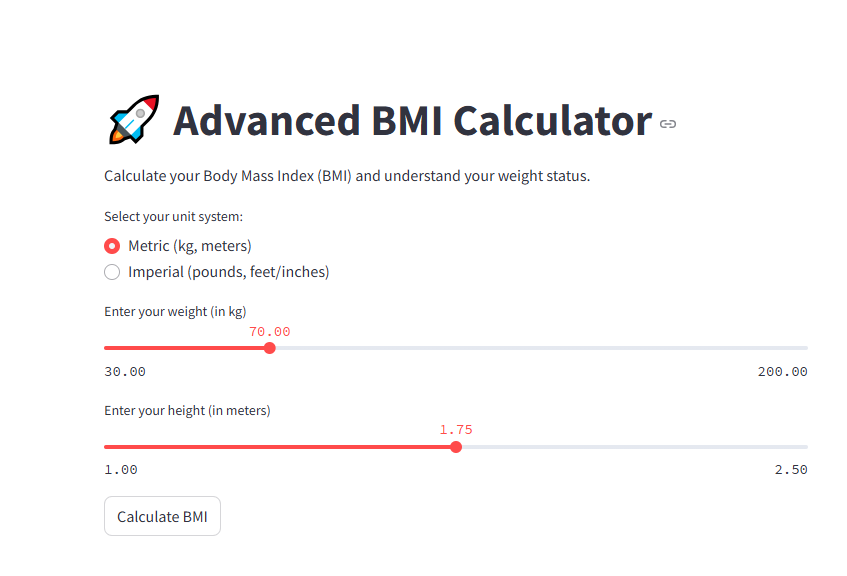 Advanced BMI Calculator
Calculate your Body Mass Index (BMI) and understand your weight status.
Select your unit system:
Metric (kg, meters)
Imperial (pounds, feet/inches)
Enter your weight (in kg)
70.00
30.00 200.00
Enter your height (in meters)
1.75
1.00 2.50
Calculate BMI